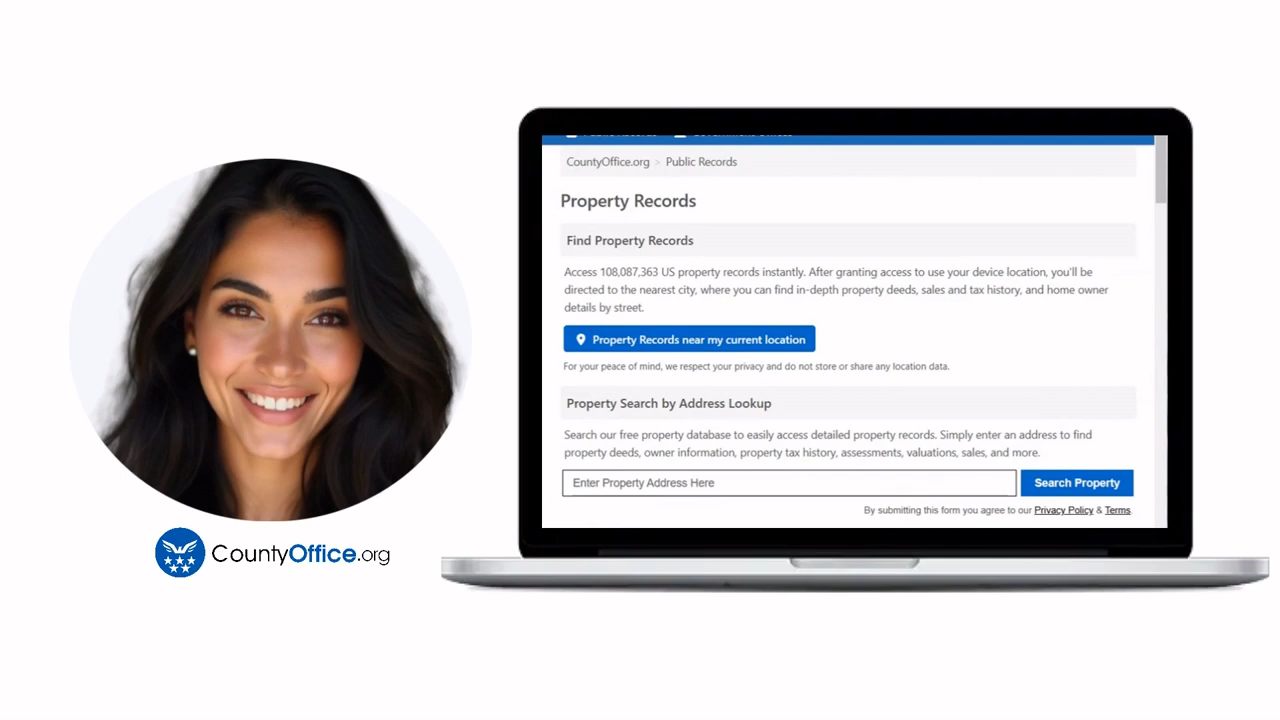 CountyOffice.org
CountyOffice.org > Public Records
Property Records
Find Property Records
Access 108,087,363 US property records instantly. After granting access to use your device location, you'll be
directed to the nearest city, where you can find in-depth property deeds, sales and tax history, and home owner
details by street.
Property Records near my current location
For your peace of mind, we respect your privacy and do not store or share any location data.
Property Search by Address Lookup
Search our free property database to easily access detailed property records. Simply enter an address to find
property deeds, owner information, property tax history, assessments, valuations, sales, and more.
Enter Property Address Here
Search Property
By submitting this form you agree to our Privacy Policy & Terms.